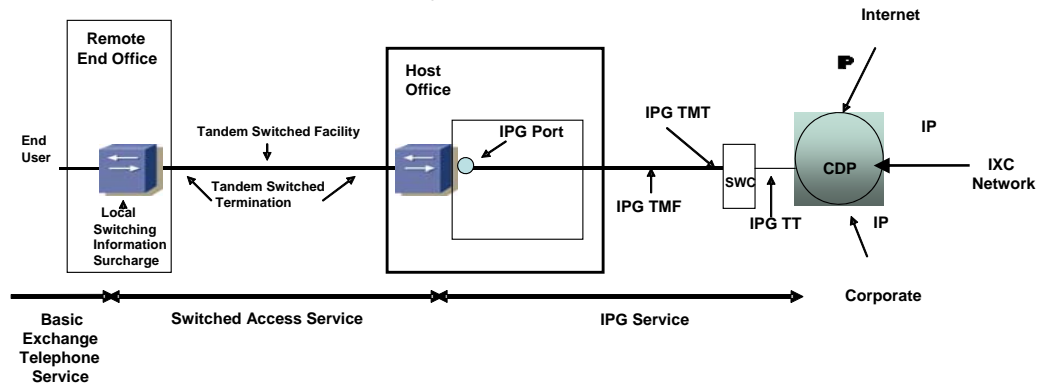 Internet
Remote
End Office
Host
Office
IP
IPG TMT
IPG Port
IP
Tandem Switched Facility
End
User
CDP
IXC
Network
SWC
Tandem Switched
Termination
IPG TMF
IPG TT
IP
Local
Switching
Information
Surcharge
Corporate
Basic
Exchange
Telephone
Service
Switched Access Service
IPG Service